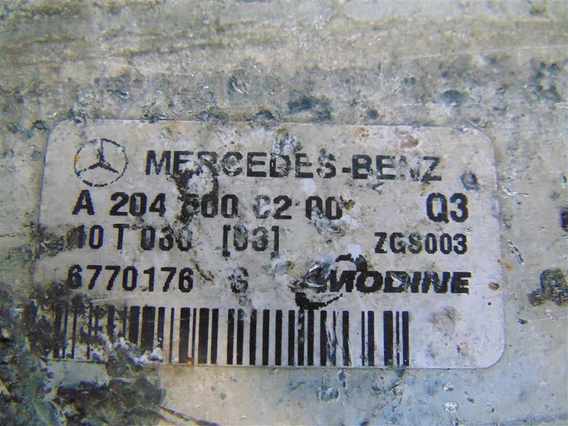 MERCEDES-BENZ
A 204 500 02 00 Q3
10 T 030 [03] ZGS003
6770176 G MODINE